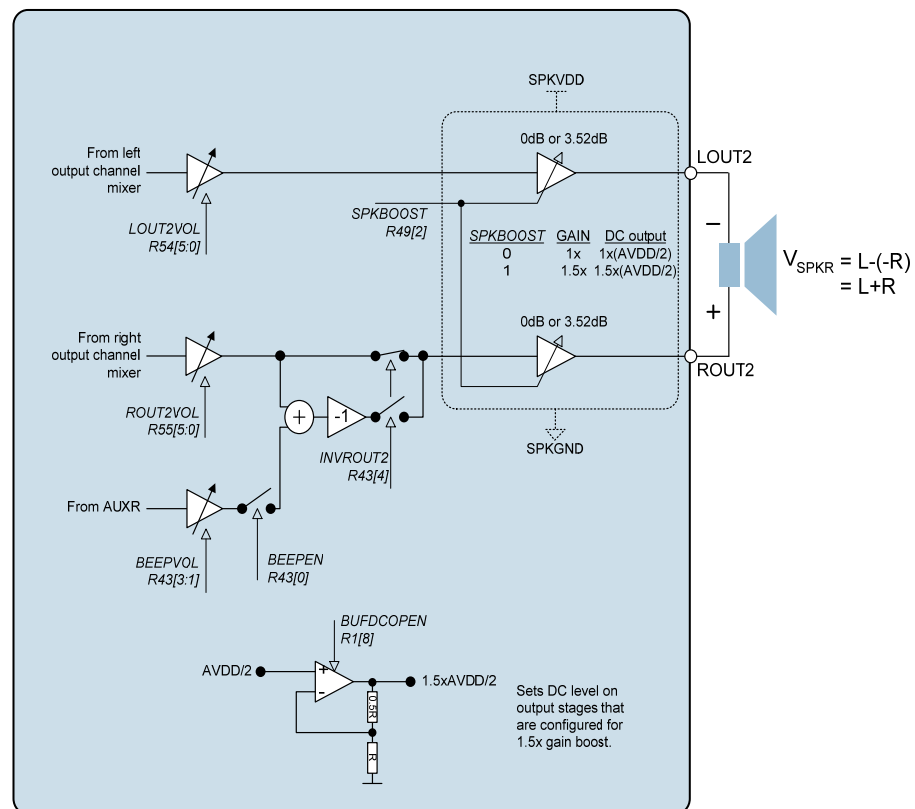 SPKVDD
0dB or 3.52dB
LOUT2
From left
output channel
mixer
LOUT2VOL
R54[5:0]
SPKBOOST
R49[2]
SPKBOOST GAIN DC output
0 1x 1x(AVDD/2)
1 1.5x 1.5x(AVDD/2)
−
+
VSPKR = L-(-R)
= L+R
0dB or 3.52dB
From right
output channel
mixer
ROUT2
ROUT2VOL
R55[5:0]
+
-1
INVROUT2
R43[4]
SPKGND
From AUXR
BEEPVOL
R43[3:1]
BEEPEN
R43[0]
BUFDCOPEN
R1[8]
AVDD/2
+
-
1.5xAVDD/2
0.5R
R
Sets DC level on
output stages that
are configured for
1.5x gain boost.